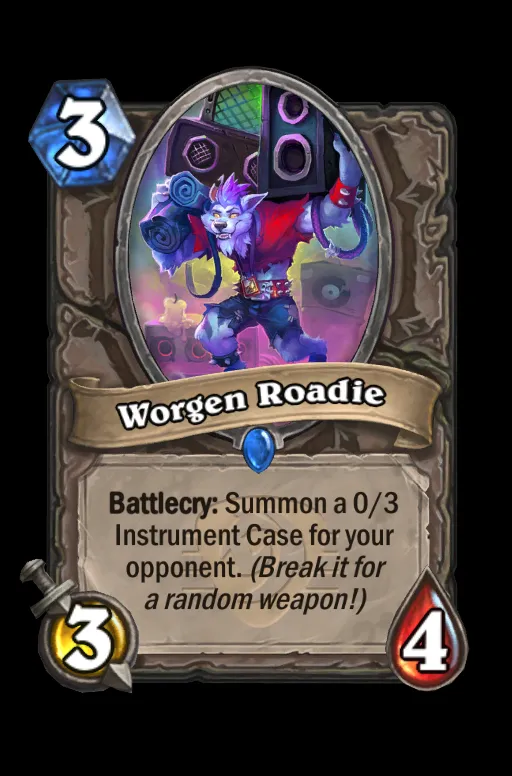 3
Worgen Roadie
Battlecry: Summon a 0/3
Instrument Case for your
opponent. (Break it for
a random weapon!)
3
4